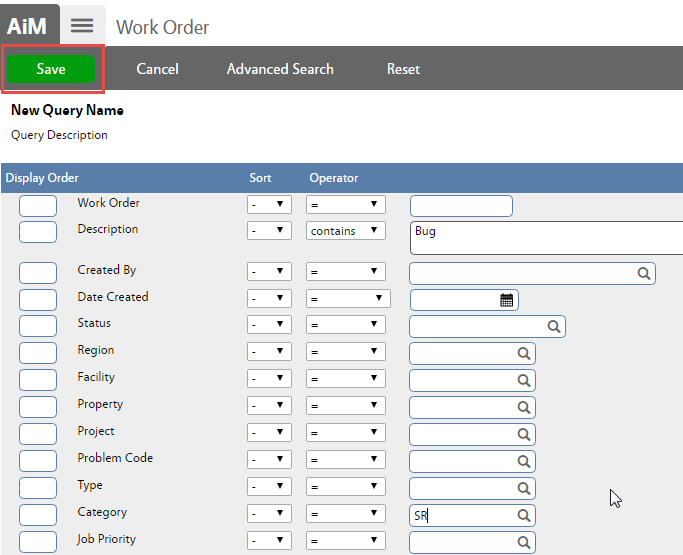 AiM Work Order
Save Cancel Advanced Search Reset
New Query Name
Query Description
Display Order Sort Operator
Work Order - =
Description - contains Bug
Created By - =
Date Created - =
Status - =
Region - =
Facility - =
Property - =
Project - =
Problem Code - =
Type - =
Category - = SR
Job Priority - =